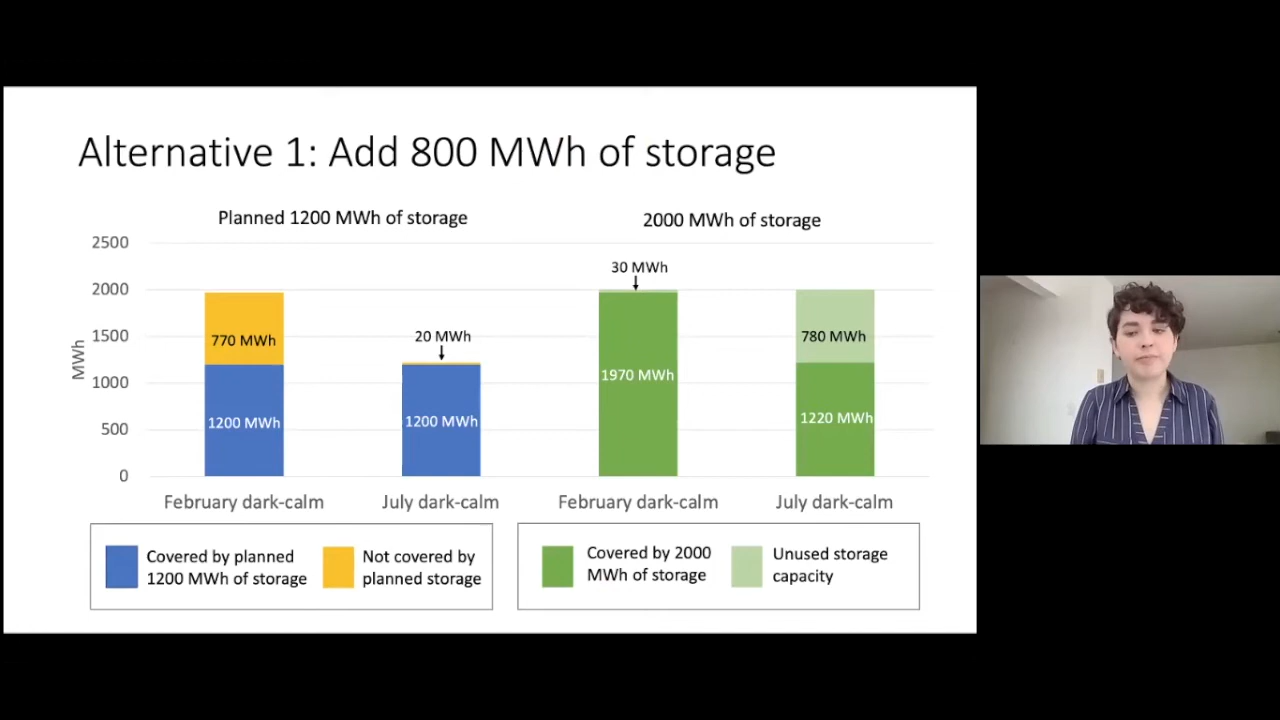 Alternative 1: Add 800 MWh of storage
Planned 1200 MWh of storage
2000 MWh of storage
MWh
2500
2000
1500
1000
500
0
770 MWh
1200 MWh
20 MWh
1200 MWh
30 MWh
1970 MWh
780 MWh
1220 MWh
February dark-calm
July dark-calm
February dark-calm
July dark-calm
Covered by planned
1200 MWh of storage
Not covered by
planned storage
Covered by 2000
MWh of storage
Unused storage
capacity